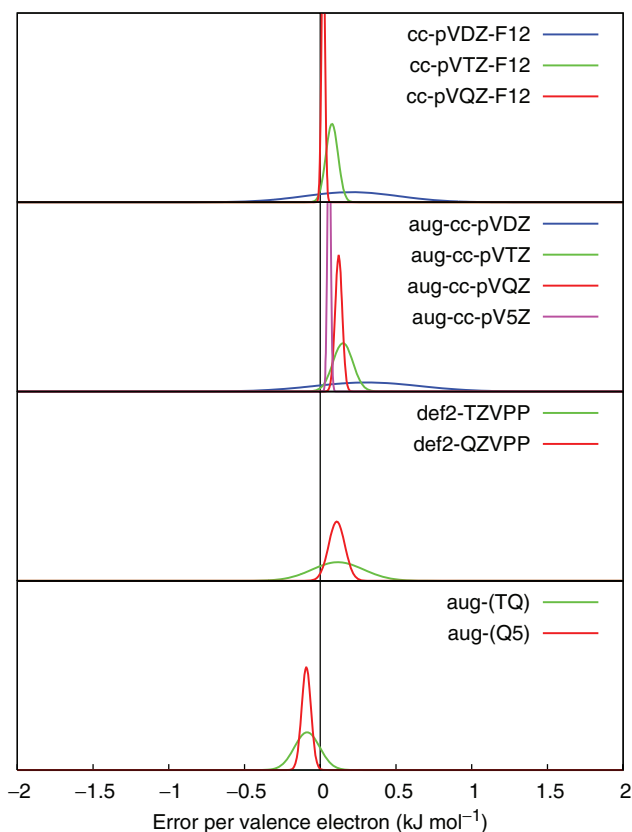 cc-pVDZ-F12
cc-pVTZ-F12
cc-pVQZ-F12
aug-cc-pVDZ
aug-cc-pVTZ
aug-cc-pVQZ
aug-cc-pV5Z
def2-TZVPP
def2-QZVPP
aug-(TQ)
aug-(Q5)
−2 −1.5 −1 −0.5 0 0.5 1 1.5 2
Error per valence electron (kJ mol⁻¹)